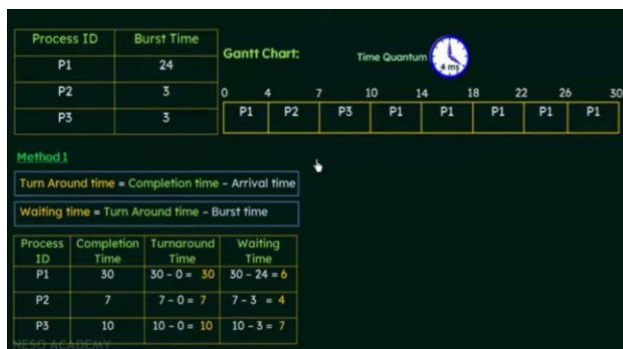 Process ID Burst Time
P1 24
P2 3
P3 3
Gantt Chart:
Time Quantum
4 ms
0 4 7 10 14 18 22 26 30
P1 P2 P3 P1 P1 P1 P1 P1
Method 1
Turn Around time = Completion time - Arrival time
Waiting time = Turn Around time - Burst time
Process ID Completion Time Turnaround Time Waiting Time
P1 30 30 - 0 = 30 30 - 24 = 6
P2 7 7 - 0 = 7 7 - 3 = 4
P3 10 10 - 0 = 10 10 - 3 = 7
NESO ACADEMY